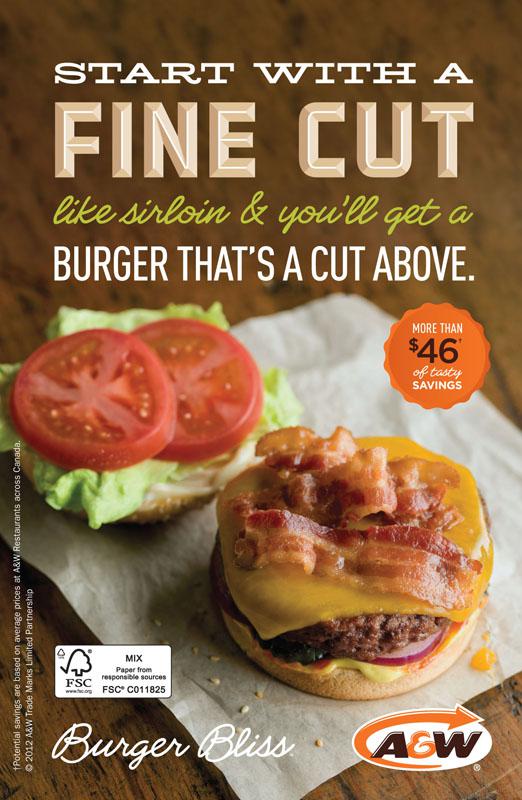 START WITH A
FINE CUT
like sirloin & you'll get a
BURGER THAT'S A CUT ABOVE.
MORE THAN
$46†
of tasty
SAVINGS
†Potential savings are based on average prices at A&W Restaurants across Canada.
© 2012 A&W Trade Marks Limited Partnership
FSC
www.fsc.org
MIX
Paper from
responsible sources
FSC® C011825
Burger Bliss
A&W®